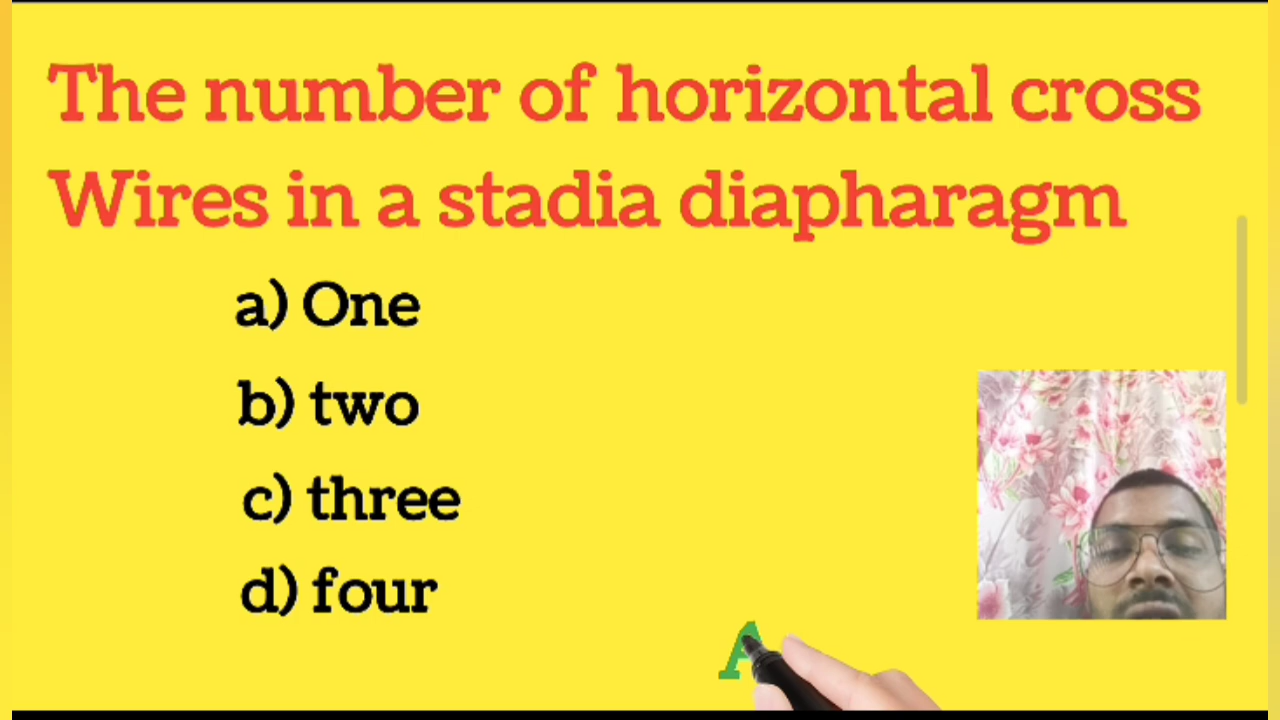 The number of horizontal cross
Wires in a stadia diapharagm
a) One
b) two
c) three
d) four
A